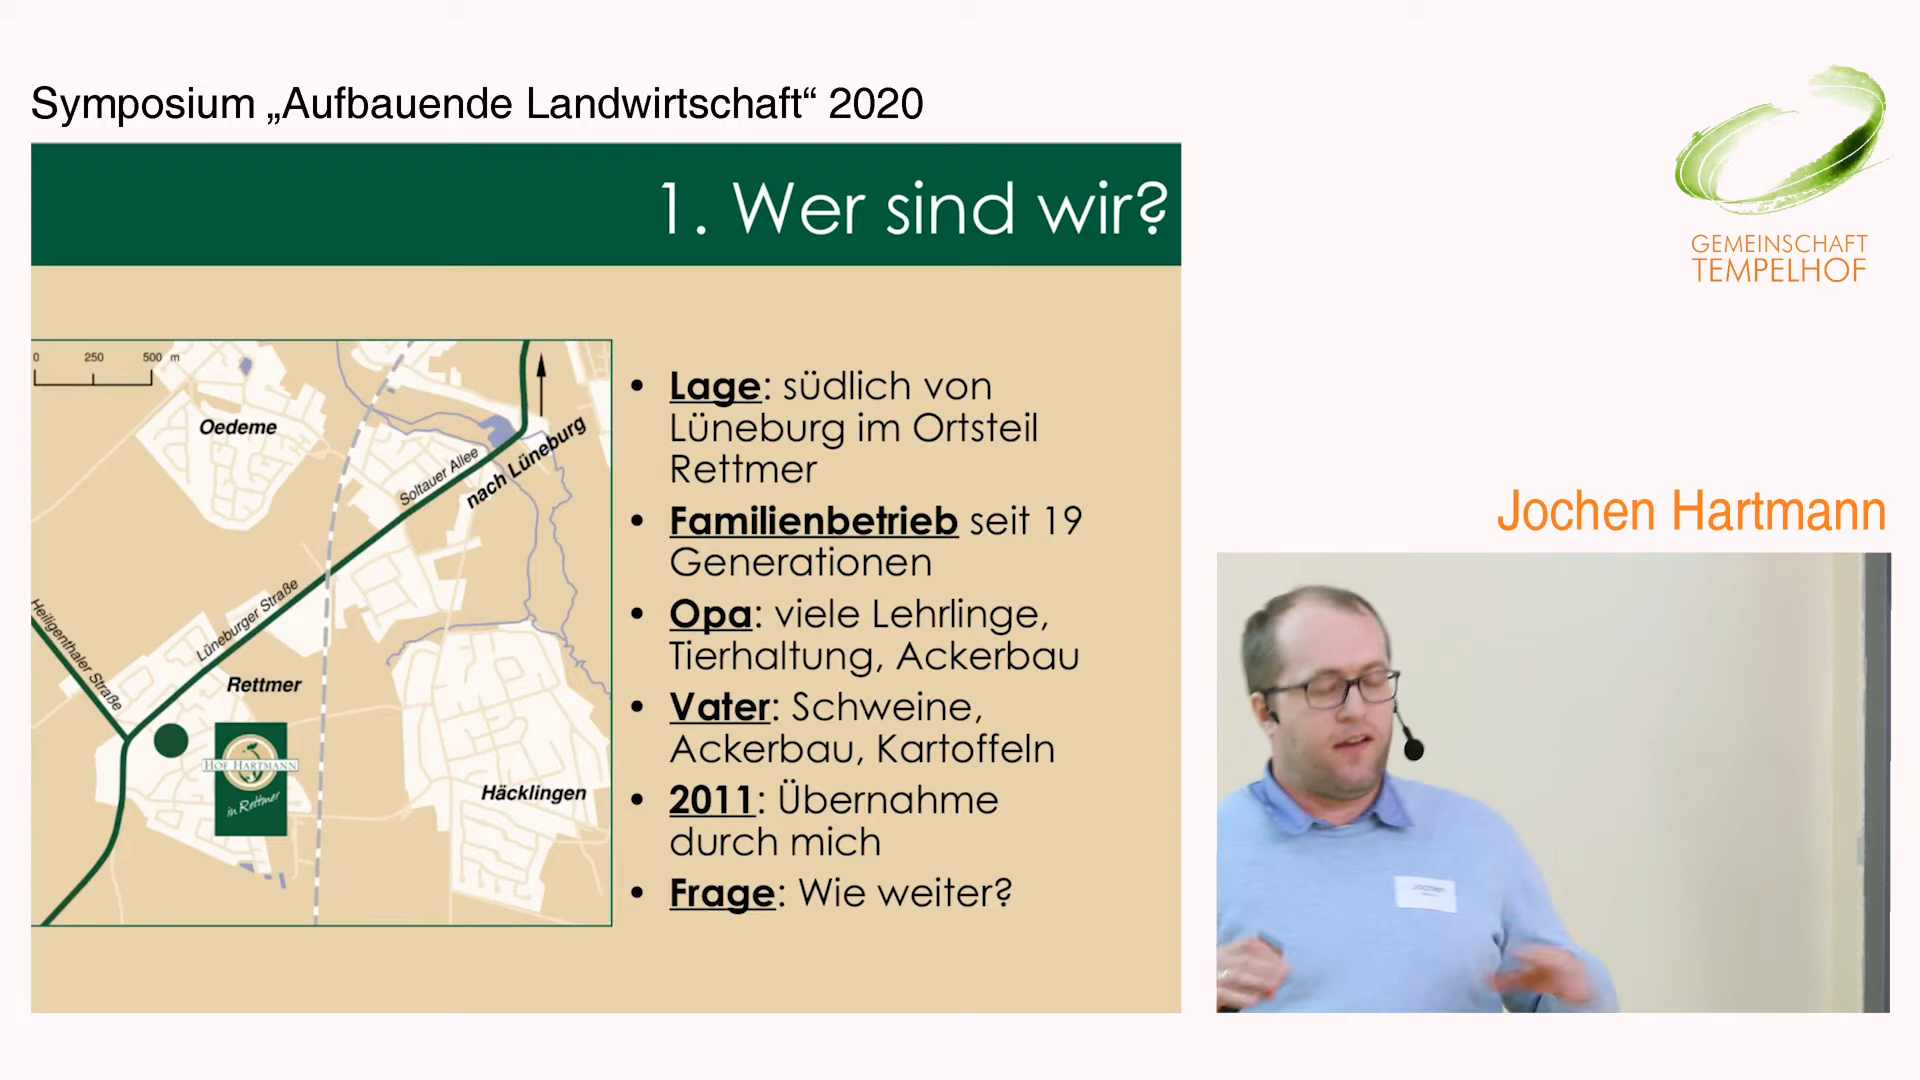 Symposium „Aufbauende Landwirtschaft“ 2020
1. Wer sind wir?
0 250 500 m
Oedeme
Soltauer Allee
nach Lüneburg
Lüneburger Straße
Heiligenthaler Straße
Rettmer
HOF HARTMANN
in Rettmer
Häcklingen
• Lage: südlich von
Lüneburg im Ortsteil
Rettmer
• Familienbetrieb seit 19
Generationen
• Opa: viele Lehrlinge,
Tierhaltung, Ackerbau
• Vater: Schweine,
Ackerbau, Kartoffeln
• 2011: Übernahme
durch mich
• Frage: Wie weiter?
GEMEINSCHAFT
TEMPELHOF
Jochen Hartmann
Jochen